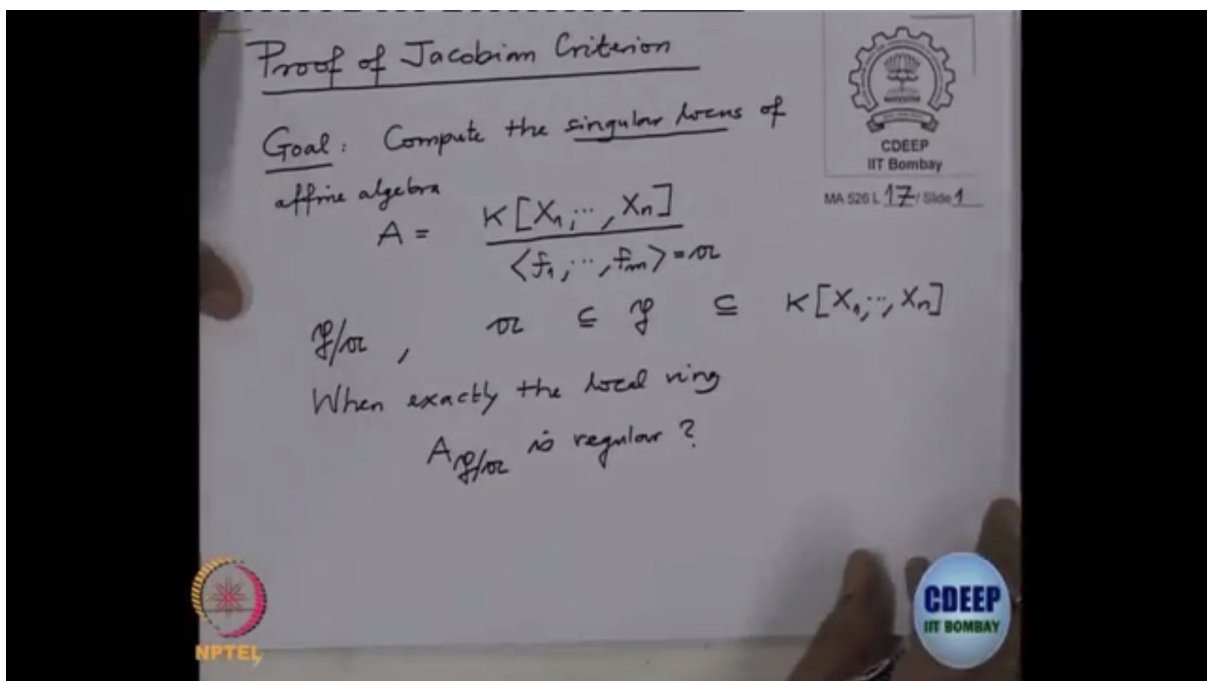 Proof of Jacobian Criterion
Goal: Compute the singular locus of
affine algebra
A = K[X₁,⋯,Xₙ] / <f₁,⋯,fₘ> = 𝔞
𝔭/𝔞 , 𝔞 ⊆ 𝔭 ⊆ K[X₁,⋯,Xₙ]
When exactly the local ring
A_𝔭/𝔞 is regular?
CDEEP
IIT Bombay
MA 526 L 17 / Slide 1
NPTEL
CDEEP
IIT BOMBAY